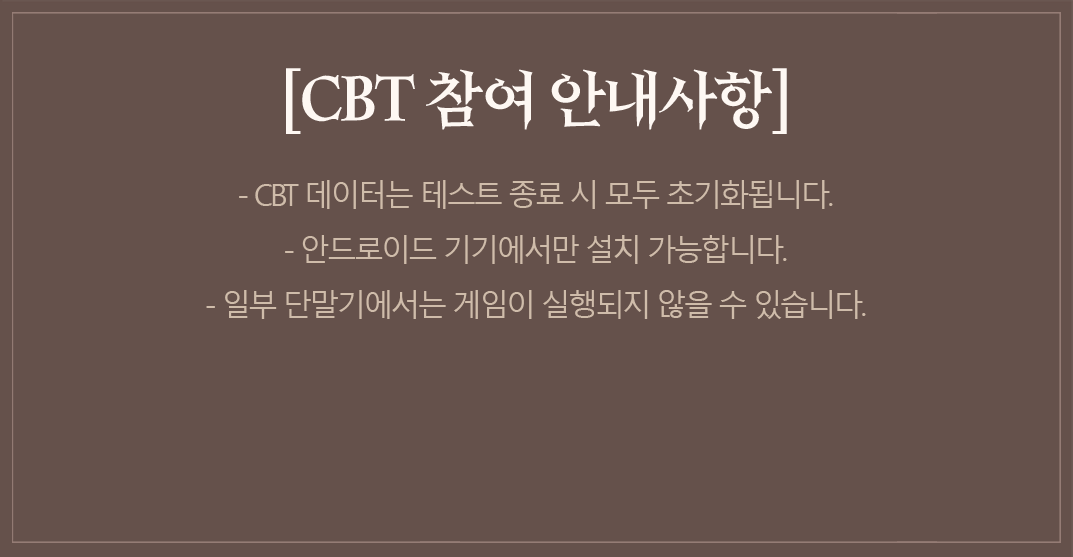 [CBT 참여 안내사항]
- CBT 데이터는 테스트 종료 시 모두 초기화됩니다.
- 안드로이드 기기에서만 설치 가능합니다.
- 일부 단말기에서는 게임이 실행되지 않을 수 있습니다.